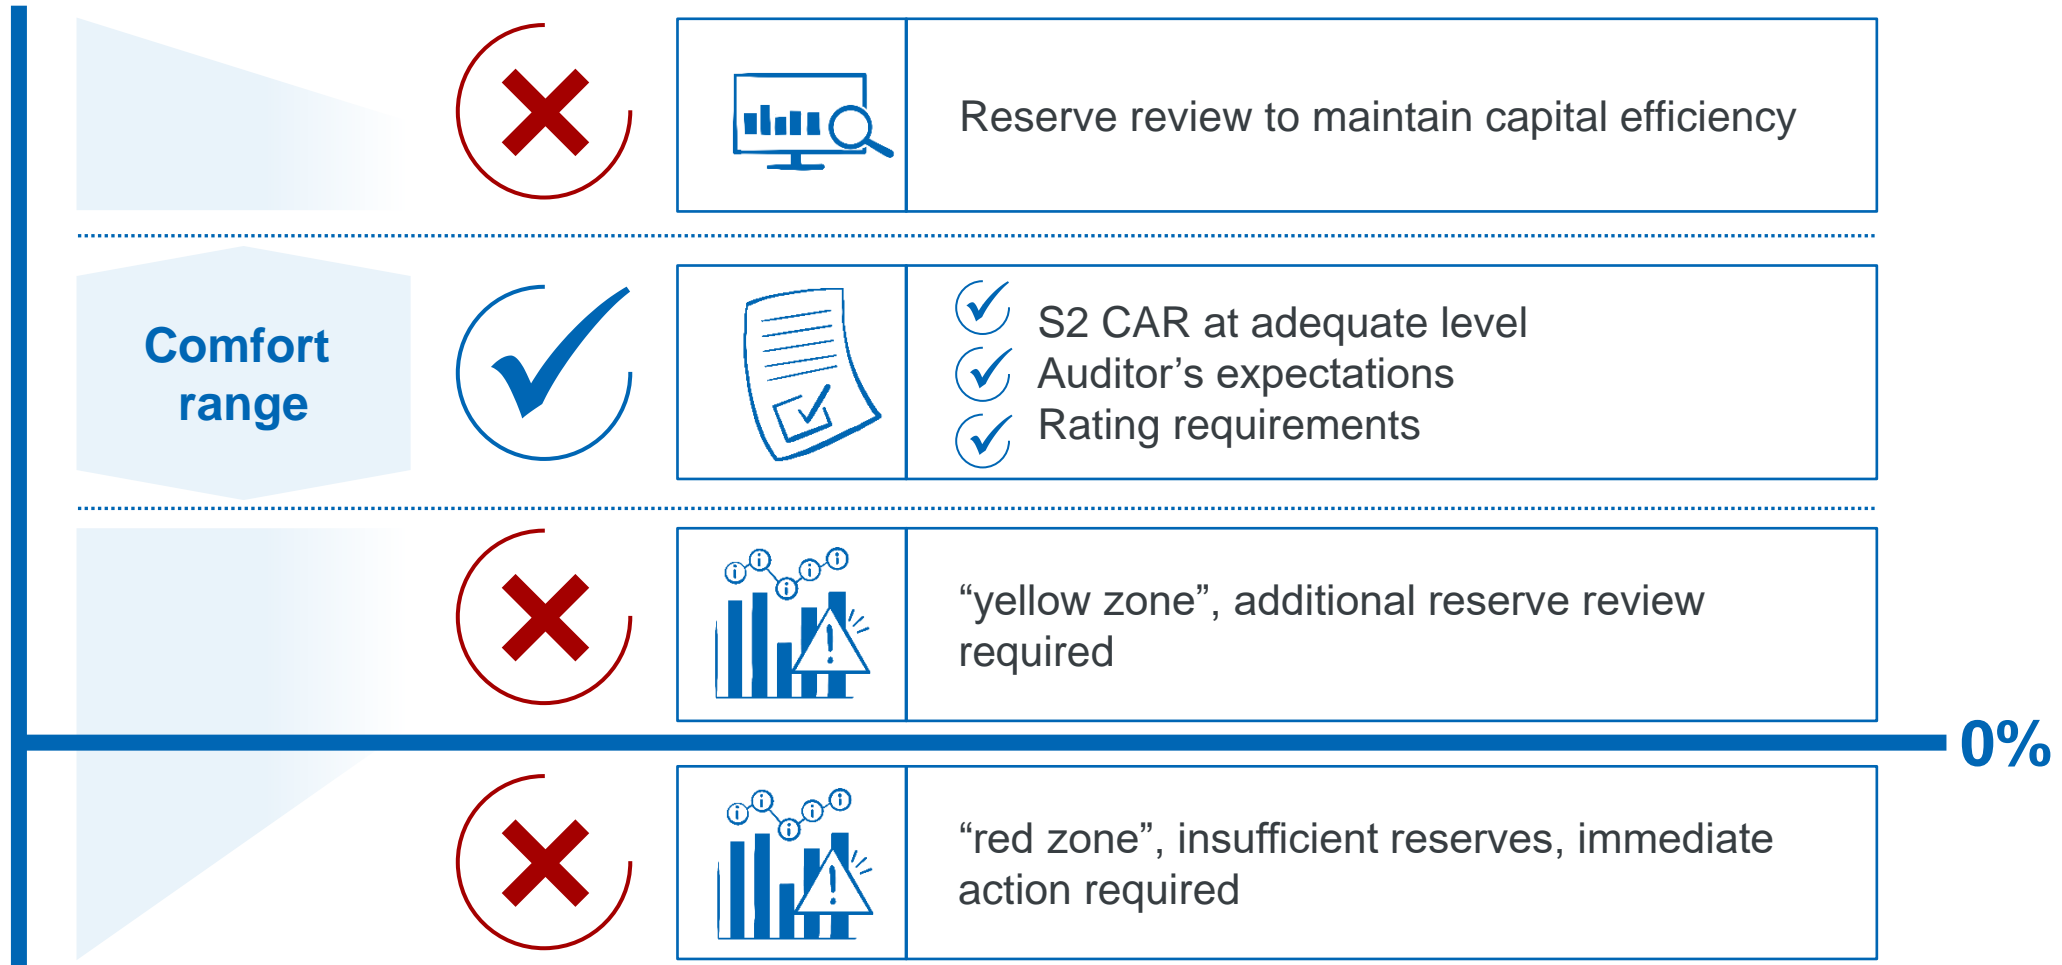 Reserve review to maintain capital efficiency
Comfort
range
S2 CAR at adequate level
Auditor’s expectations
Rating requirements
“yellow zone”, additional reserve review
required
0%
“red zone”, insufficient reserves, immediate
action required